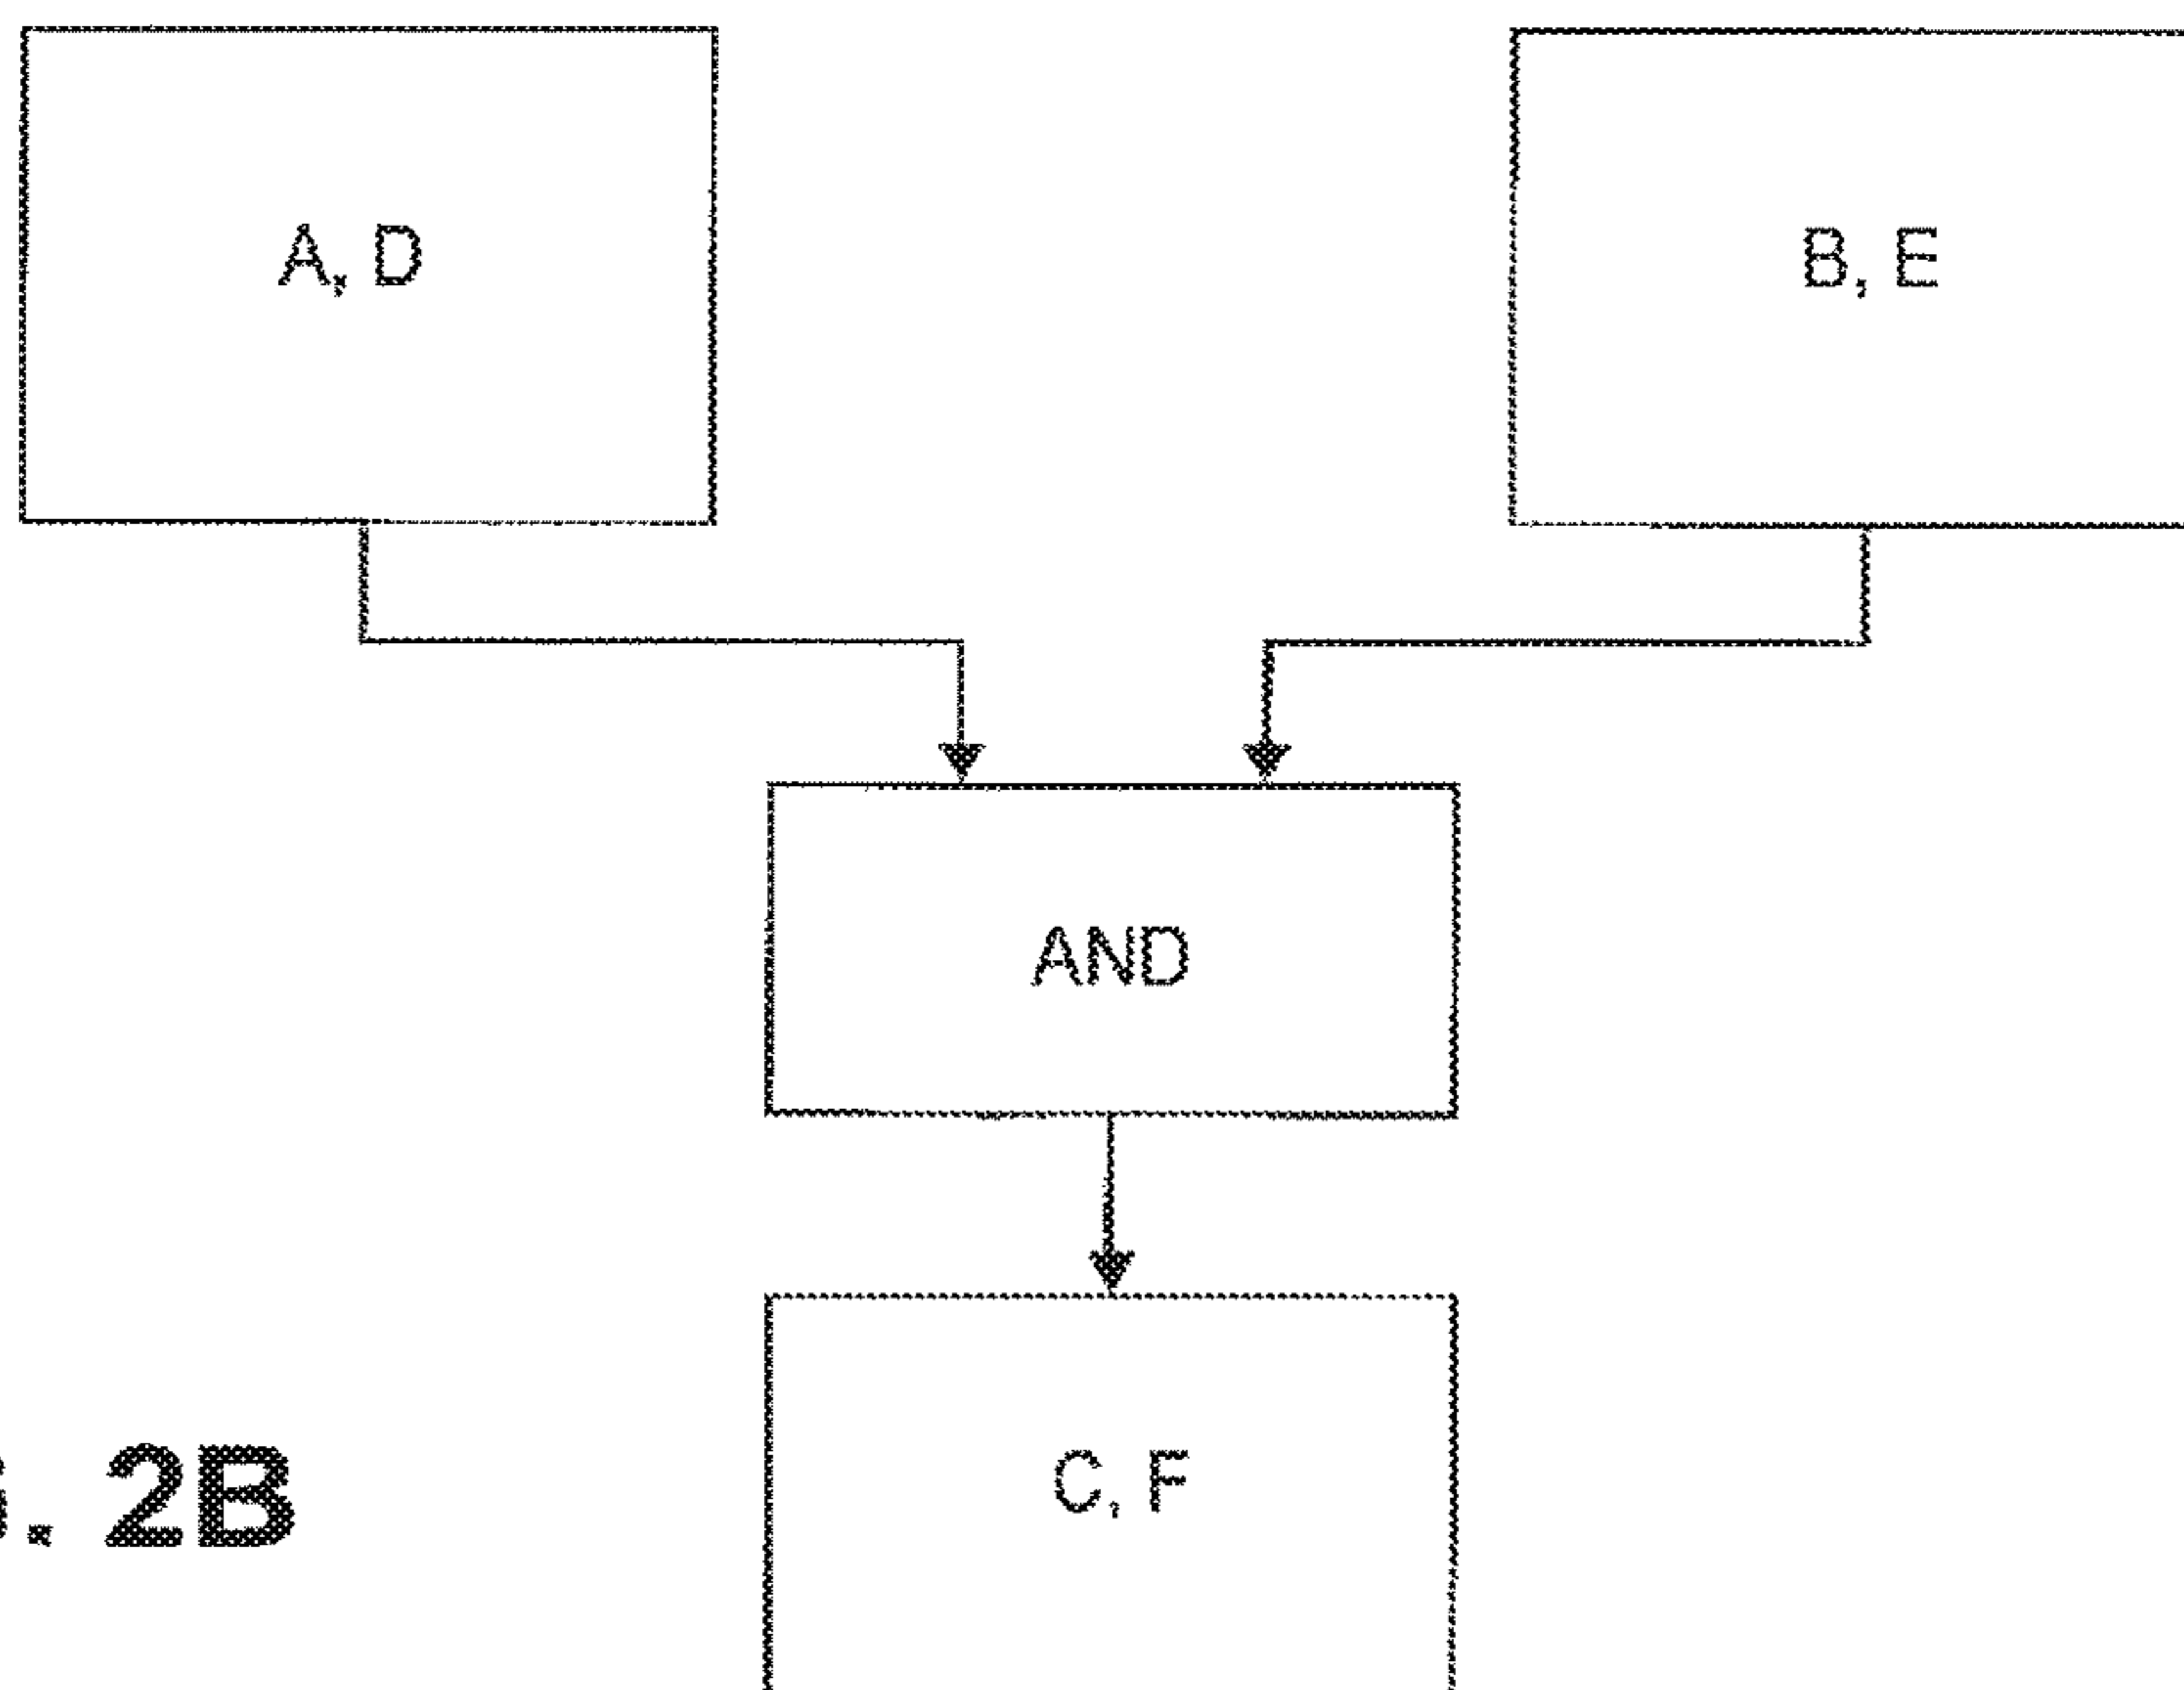 A, D
B, E
AND
C, F
. 2B